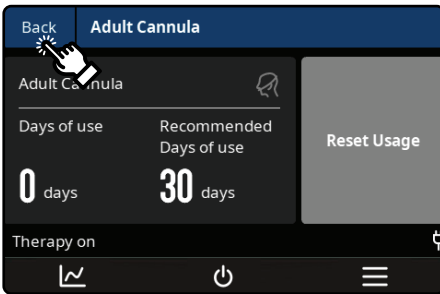 Back Adult Cannula
Adult Cannula
Days of use
Recommended
Days of use
0 days
30 days
Reset Usage
Therapy on